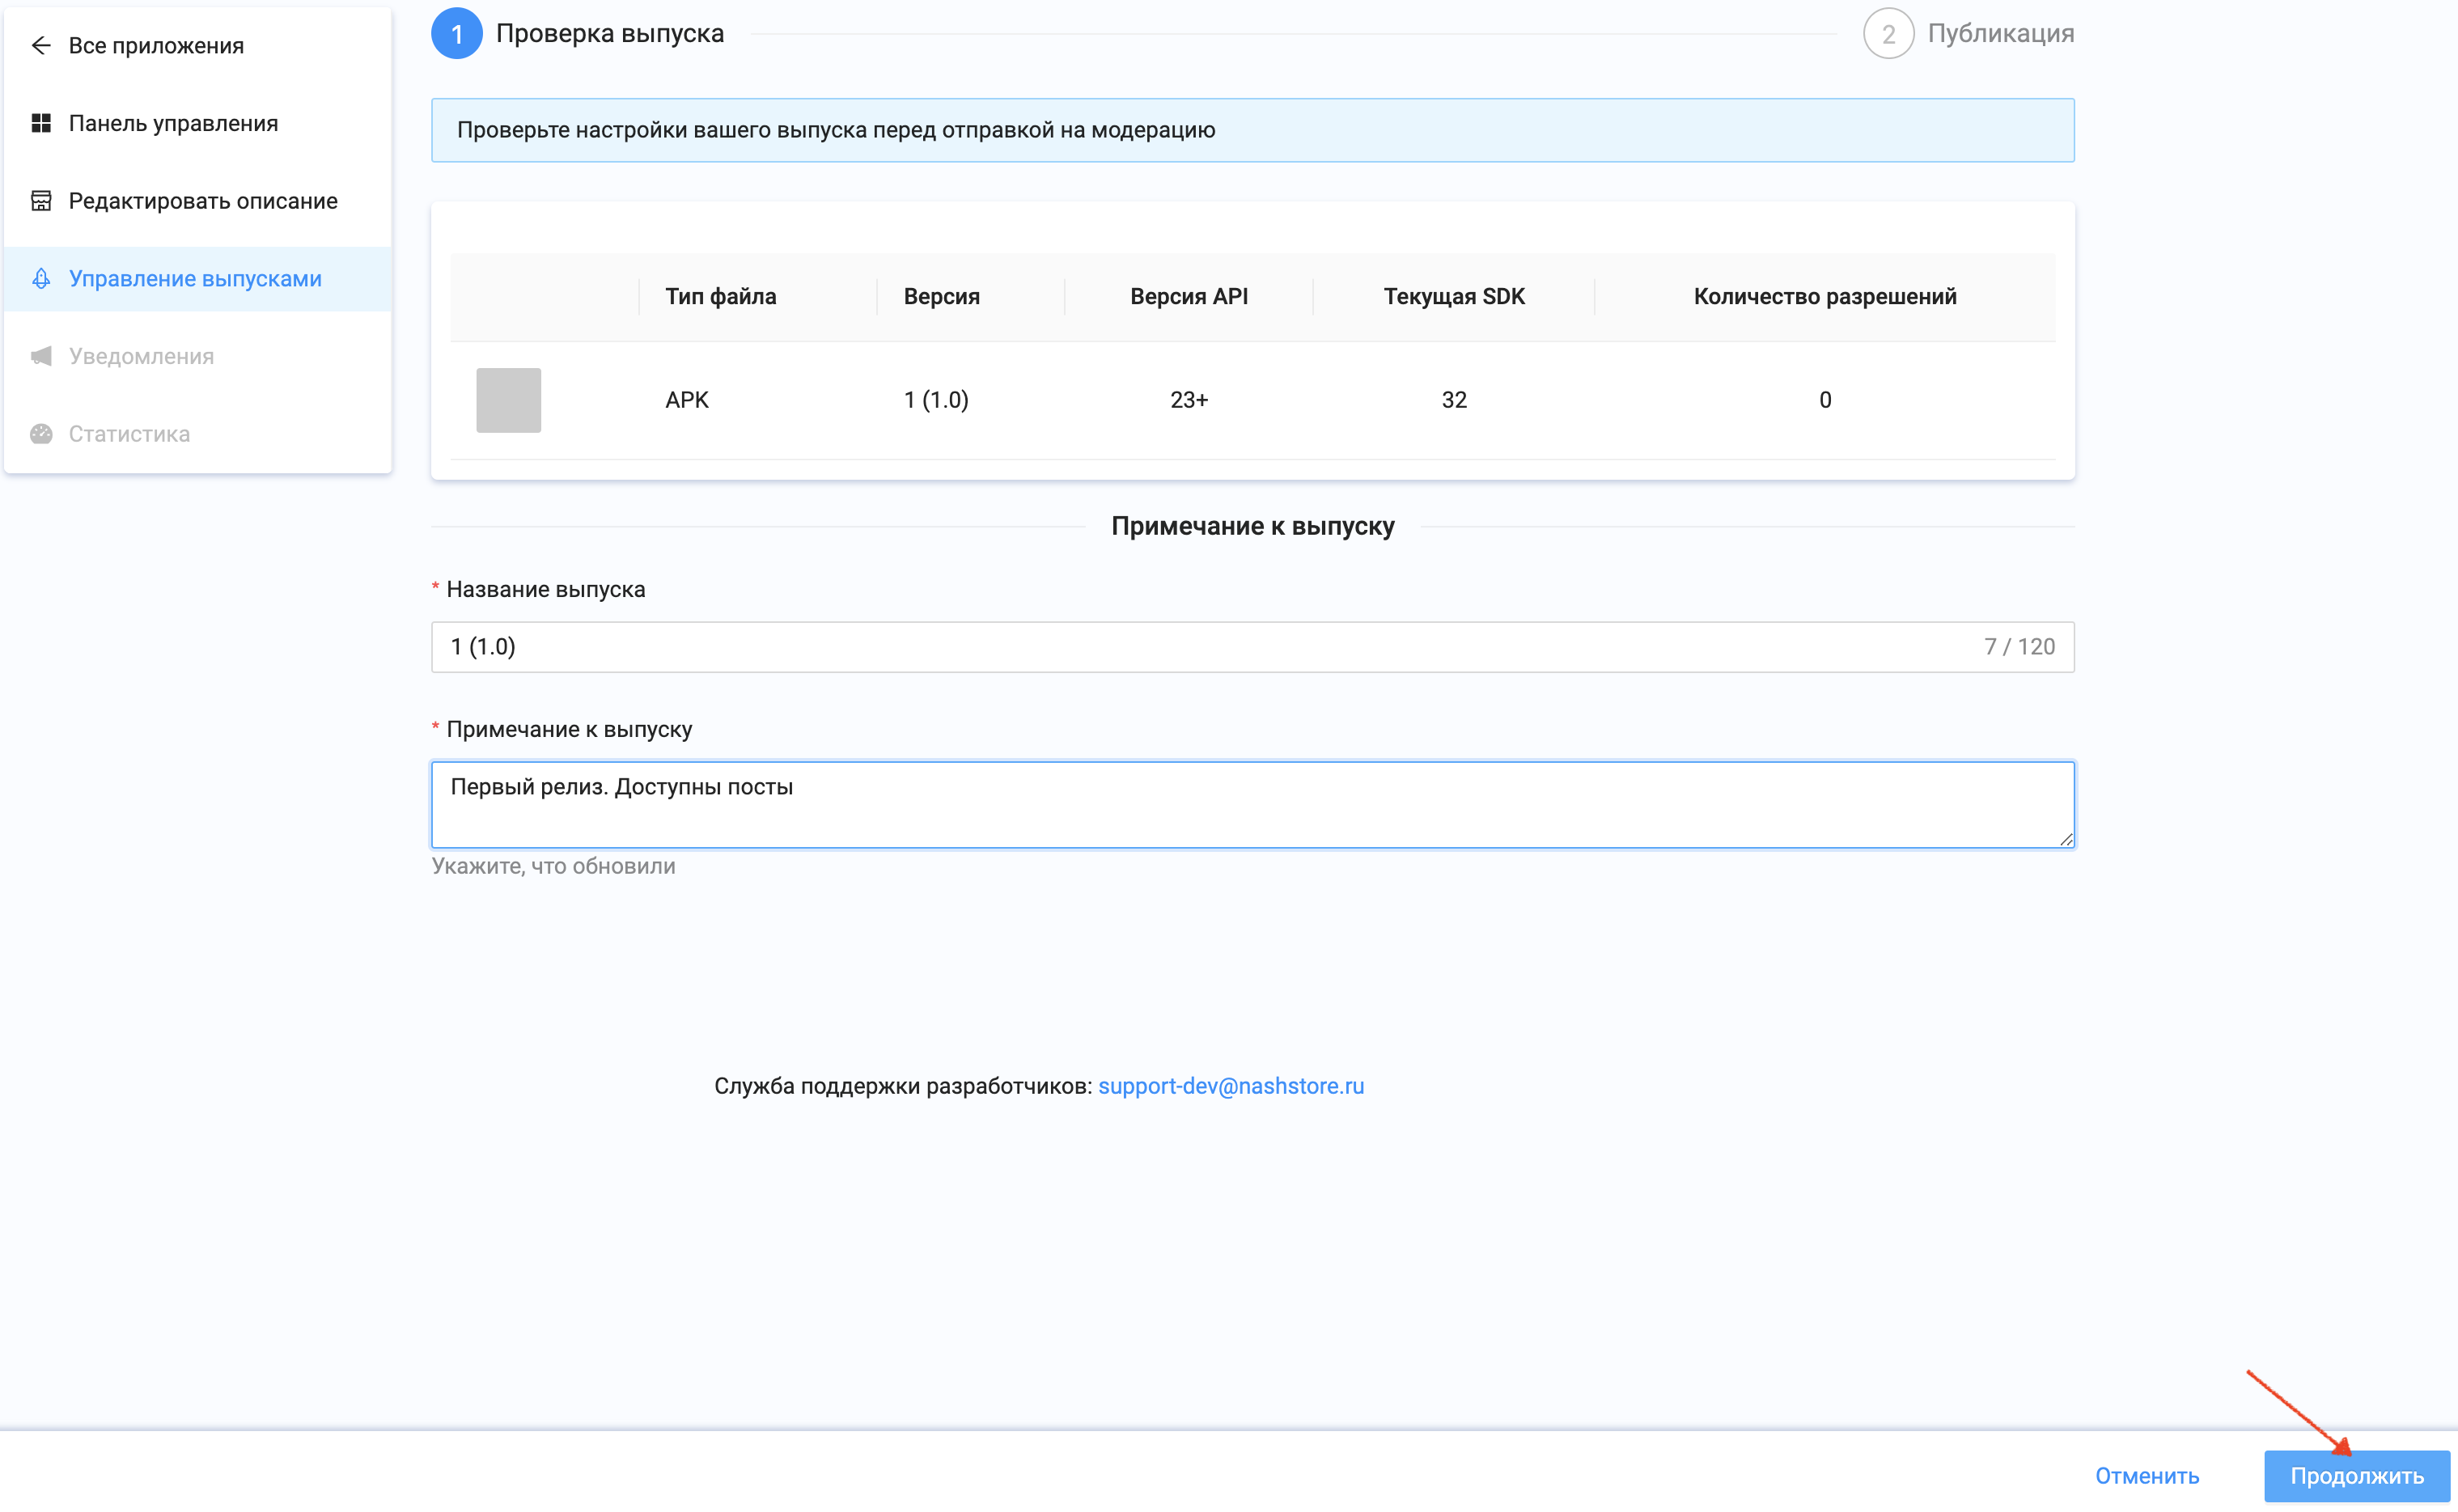 Все приложения
Панель управления
Редактировать описание
Управление выпусками
Уведомления
Статистика
1 Проверка выпуска
2 Публикация
Проверьте настройки вашего выпуска перед отправкой на модерацию
Тип файла Версия Версия API Текущая SDK Количество разрешений
APK 1 (1.0) 23+ 32 0
Примечание к выпуску
* Название выпуска
1 (1.0) 7 / 120
* Примечание к выпуску
Первый релиз. Доступны посты
Укажите, что обновили
Служба поддержки разработчиков: support-dev@nashstore.ru
Отменить Продолжить